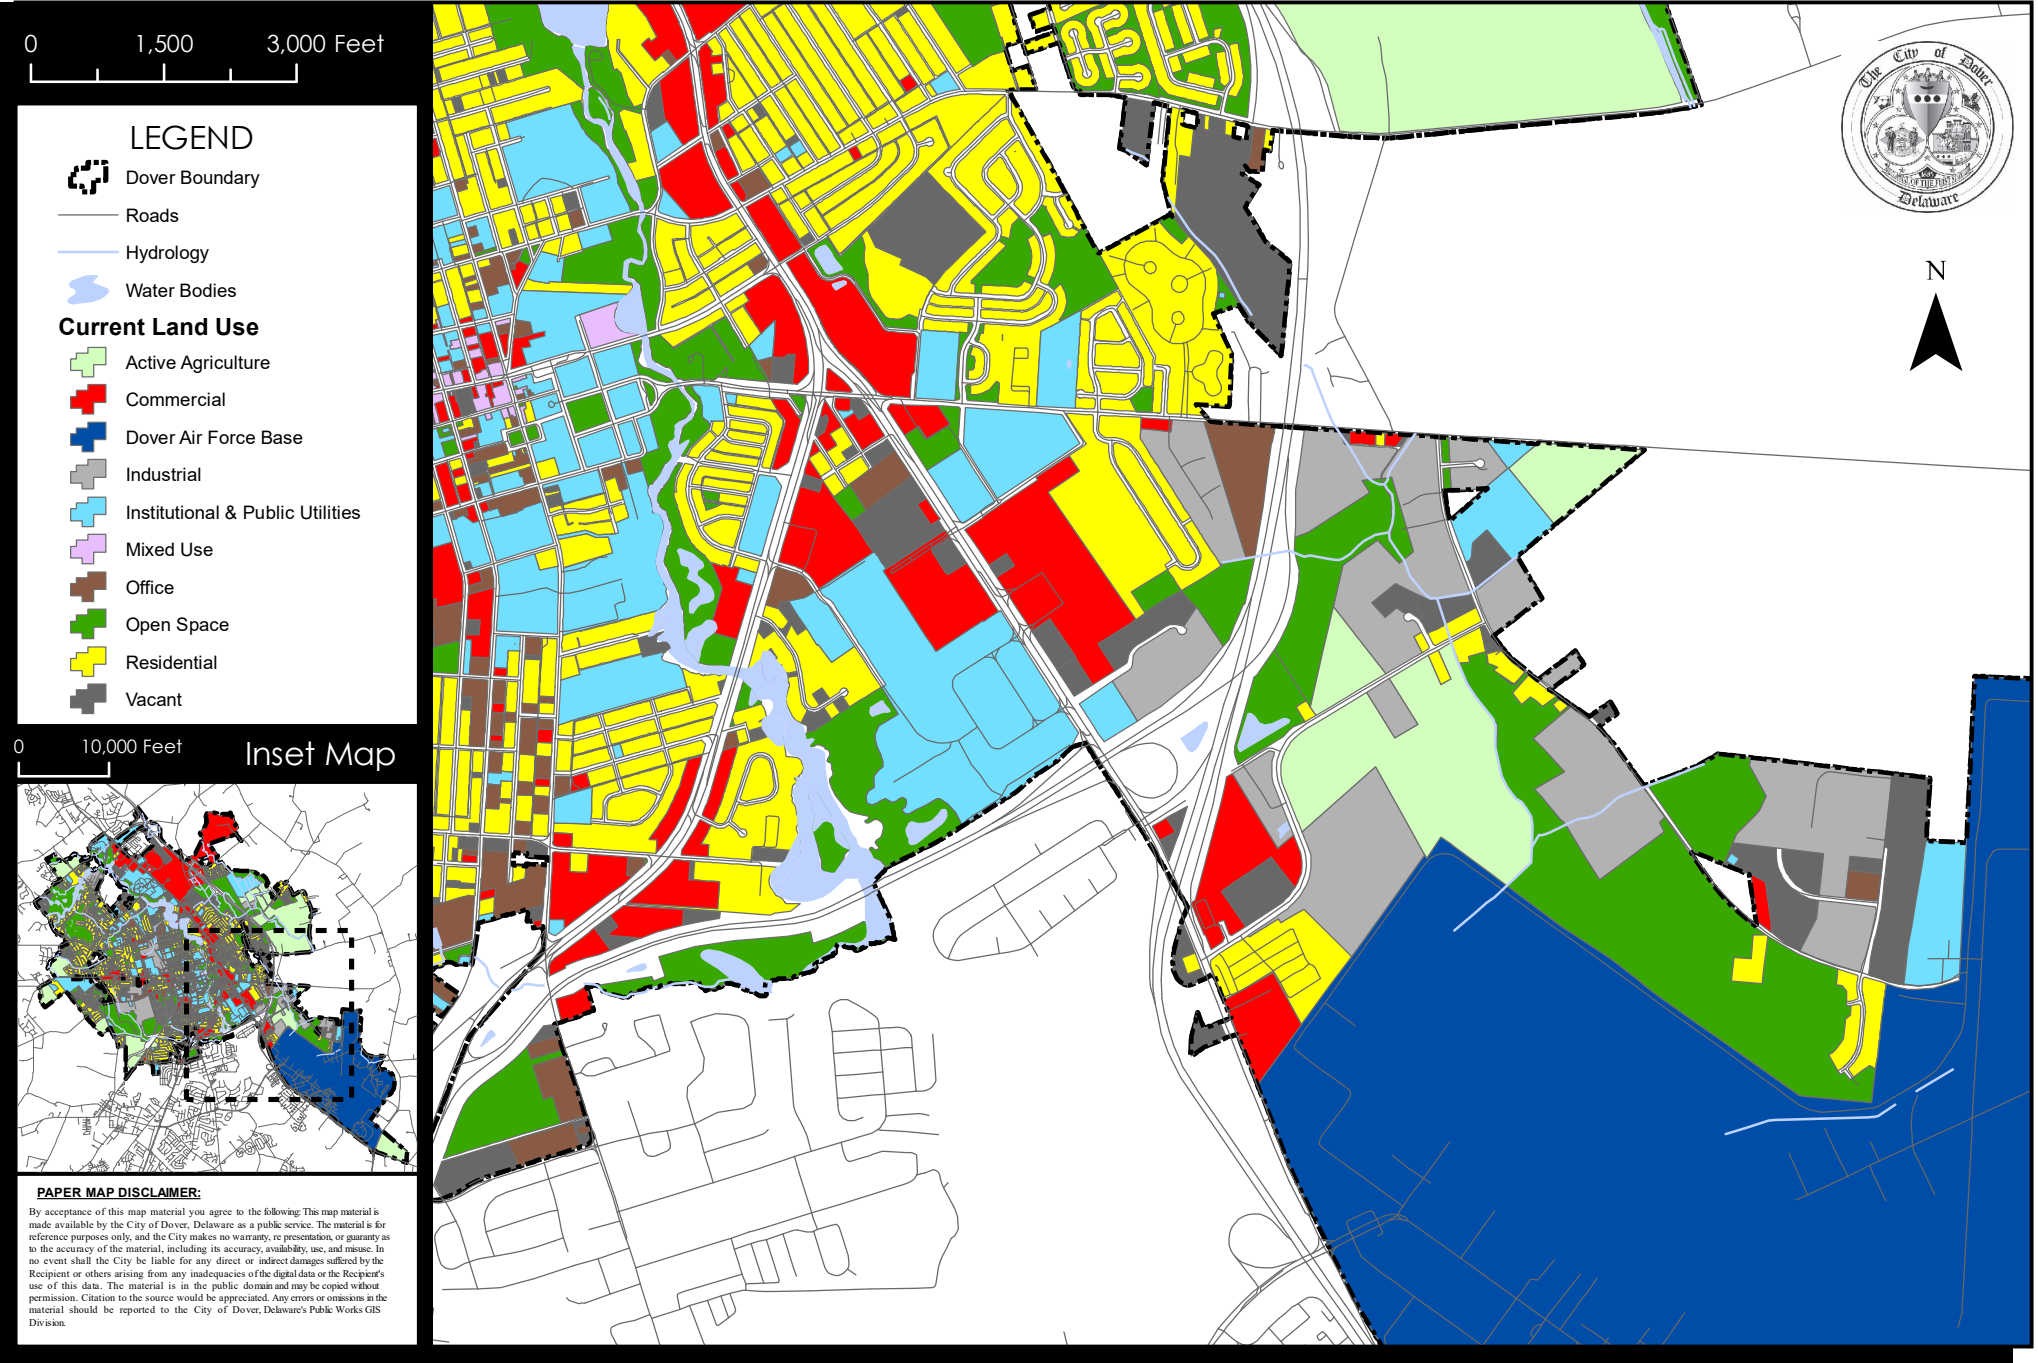 0 1,500 3,000 Feet
LEGEND
Dover Boundary
Roads
Hydrology
Water Bodies
Current Land Use
Active Agriculture
Commercial
Dover Air Force Base
Industrial
Institutional & Public Utilities
Mixed Use
Office
Open Space
Residential
Vacant
0 10,000 Feet Inset Map
PAPER MAP DISCLAIMER:
By acceptance of this map material you agree to the following: This map material is
made available by the City of Dover, Delaware as a public service. The material is for
reference purposes only, and the City makes no warranty, re presentation, or guaranty as
to the accuracy of the material, including its accuracy, availability, use, and misuse. In
no event shall the City be liable for any direct or indirect damages suffered by the
Recipient or others arising from any inadequacies of the digital data or the Recipient's
use of this data. The material is in the public domain and may be copied without
permission. Citation to the source would be appreciated. Any errors or omissions in the
material should be reported to the City of Dover, Delaware's Public Works GIS
Division.
The City of Dover
Delaware
N